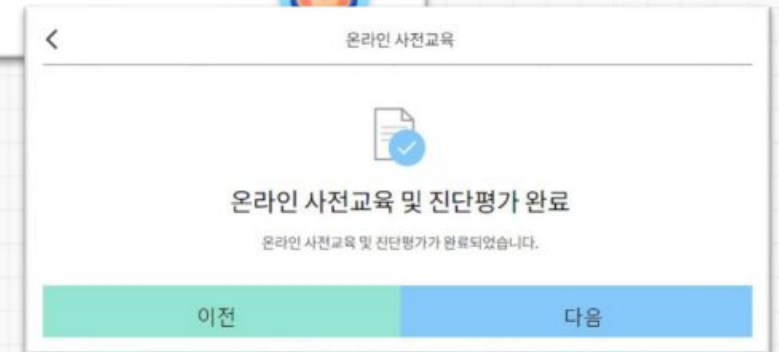 온라인 사전교육
온라인 사전교육 및 진단평가 완료
온라인 사전교육 및 진단평가가 완료되었습니다.
이전
다음